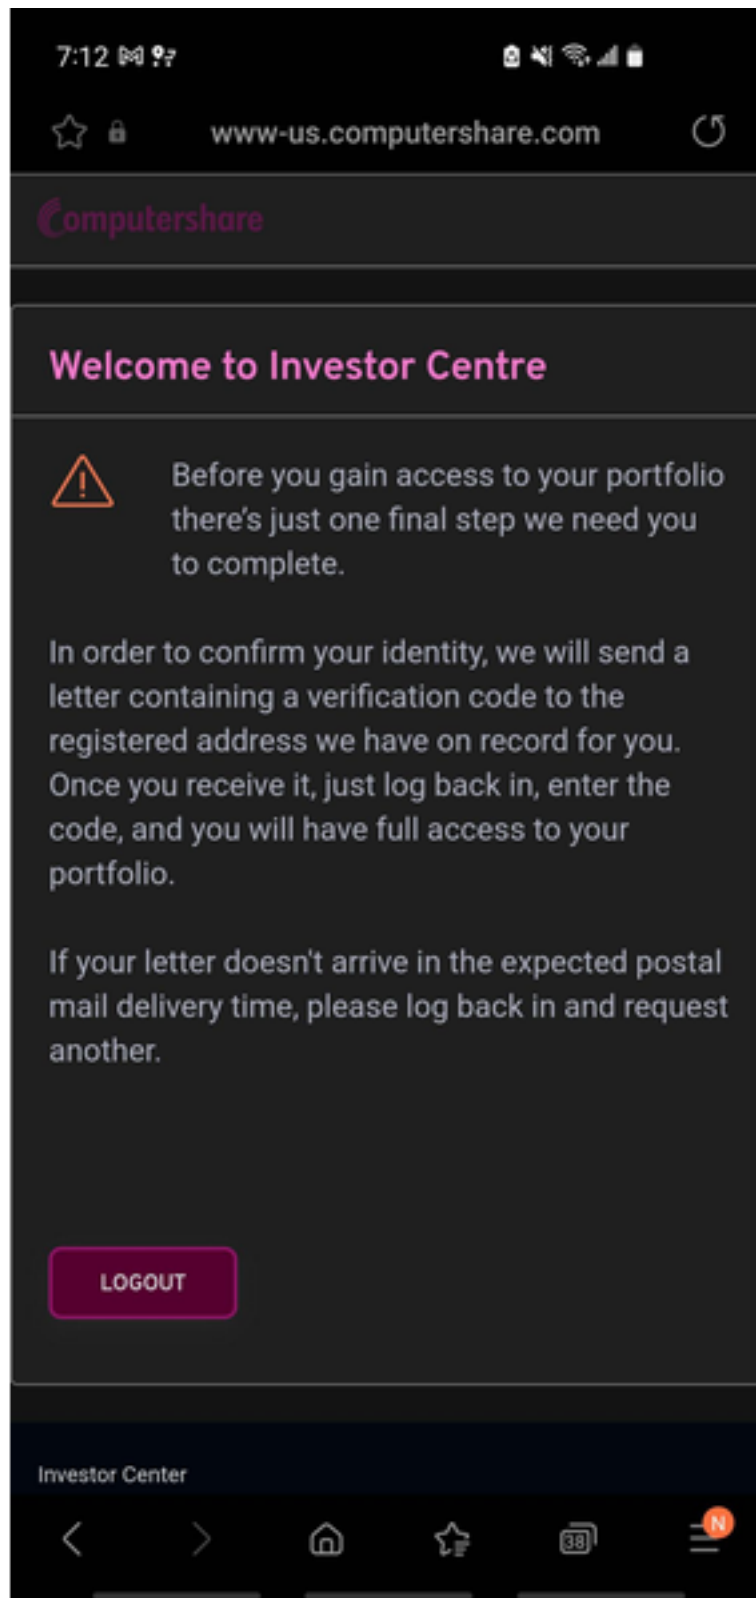 7:12
www-us.computershare.com
Computershare
Welcome to Investor Centre
Before you gain access to your portfolio
there's just one final step we need you
to complete.
In order to confirm your identity, we will send a
letter containing a verification code to the
registered address we have on record for you.
Once you receive it, just log back in, enter the
code, and you will have full access to your
portfolio.
If your letter doesn't arrive in the expected postal
mail delivery time, please log back in and request
another.
LOGOUT
Investor Center
38
N